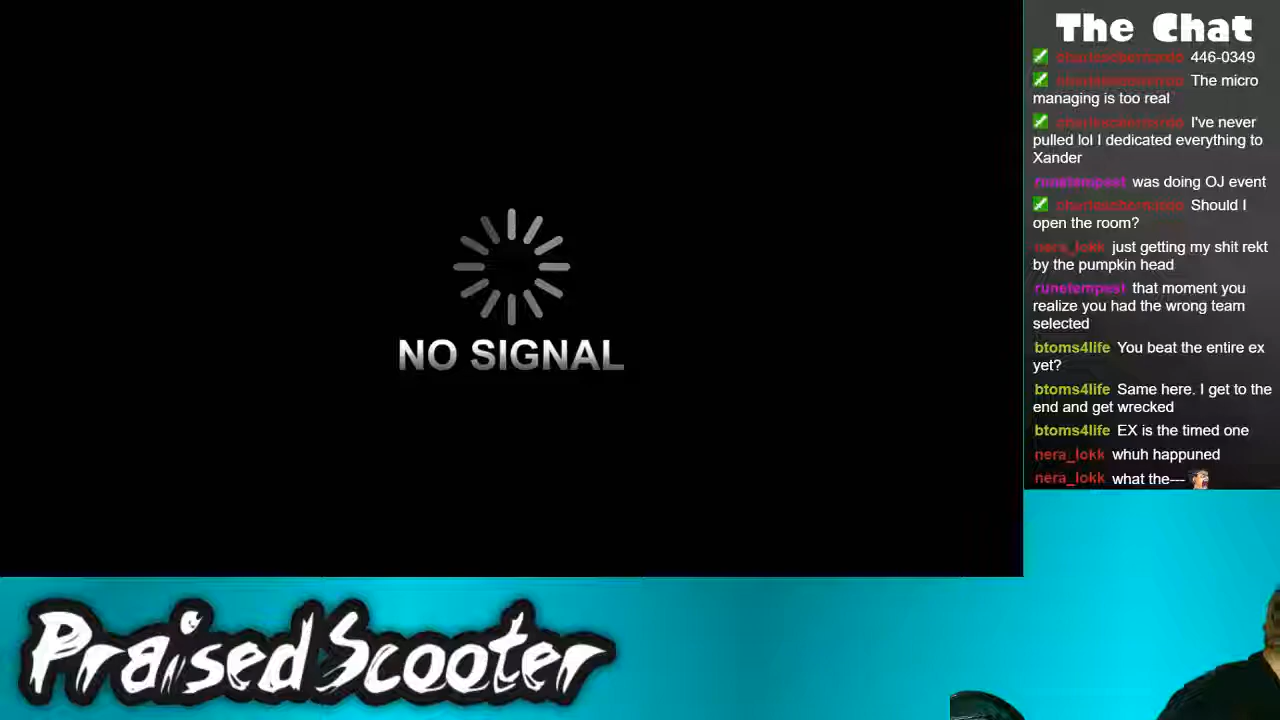 The Chat
446-0349
The micro
managing is too real
I've never
pulled lol I dedicated everything to
Xander
runetempest was doing OJ event
Should I
open the room?
nera_lokk just getting my shit rekt
by the pumpkin head
runetempest that moment you
realize you had the wrong team
selected
btoms4life You beat the entire ex
yet?
btoms4life Same here. I get to the
end and get wrecked
btoms4life EX is the timed one
nera_lokk whuh happuned
nera_lokk what the---
NO SIGNAL
PraisedScooter